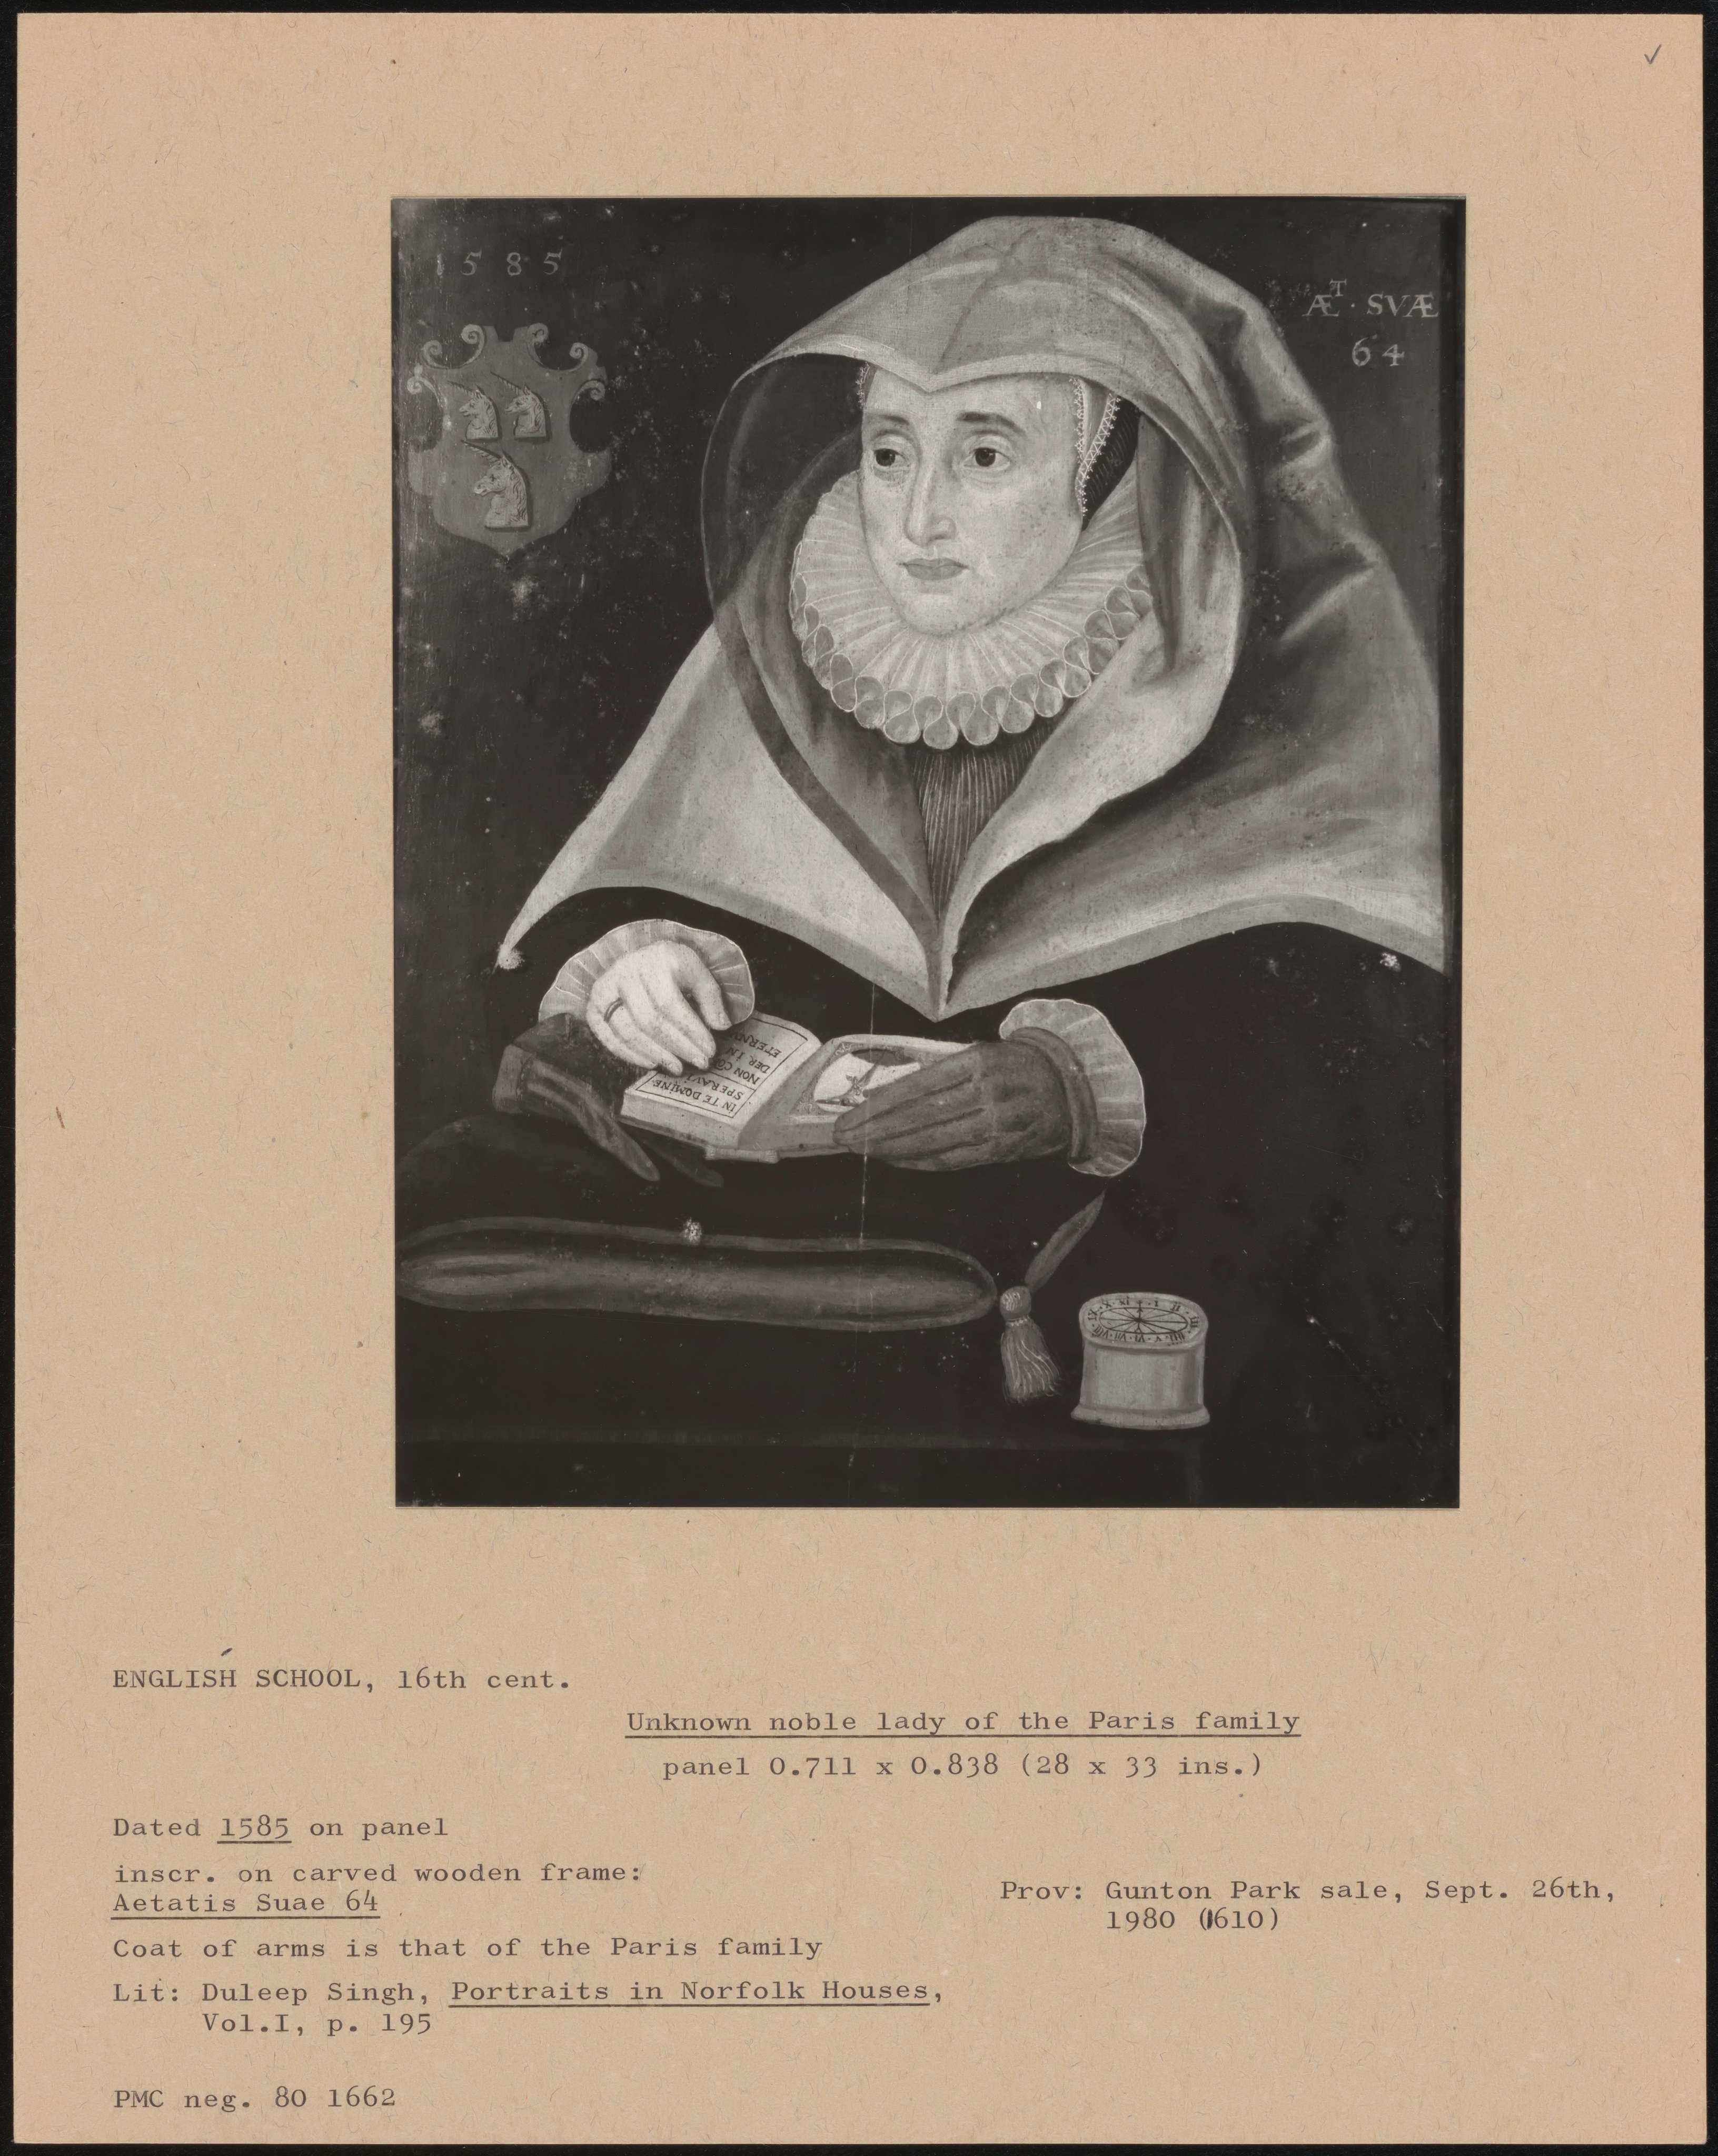 1585
ÆT · SVÆ
64
IN TE DOMINE
SPERAVI
NON CO
DER IN
ETERN
ENGLISH SCHOOL, 16th cent.
Unknown noble lady of the Paris family
panel 0.711 x 0.838 (28 x 33 ins.)
Dated 1585 on panel
inscr. on carved wooden frame:
Aetatis Suae 64
Prov: Gunton Park sale, Sept. 26th,
1980 (1610)
Coat of arms is that of the Paris family
Lit: Duleep Singh, Portraits in Norfolk Houses,
Vol.I, p. 195
PMC neg. 80 1662